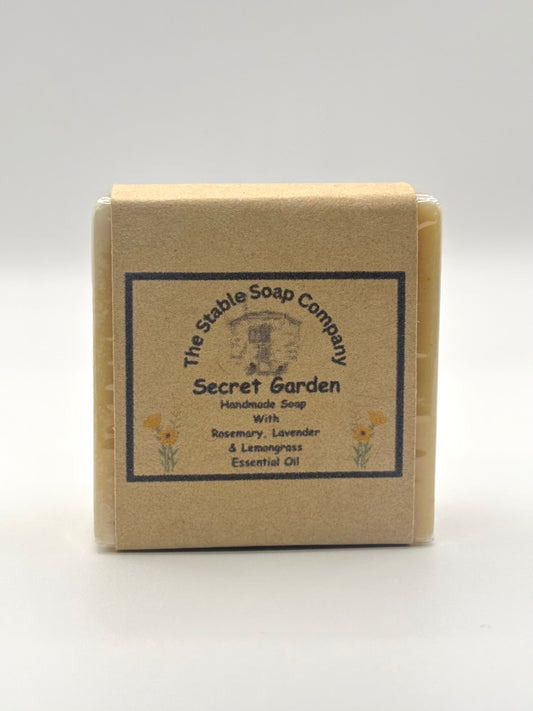 The Stable Soap Company
Secret Garden
Handmade Soap
With
Rosemary, Lavender
& Lemongrass
Essential Oil